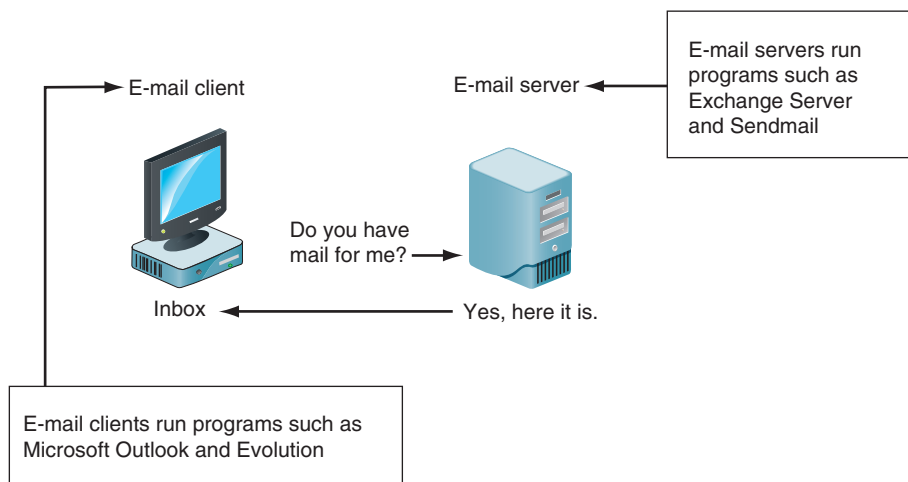 E-mail servers run
programs such as
Exchange Server
and Sendmail
E-mail client
E-mail server
Do you have
mail for me?
Inbox
Yes, here it is.
E-mail clients run programs such as
Microsoft Outlook and Evolution